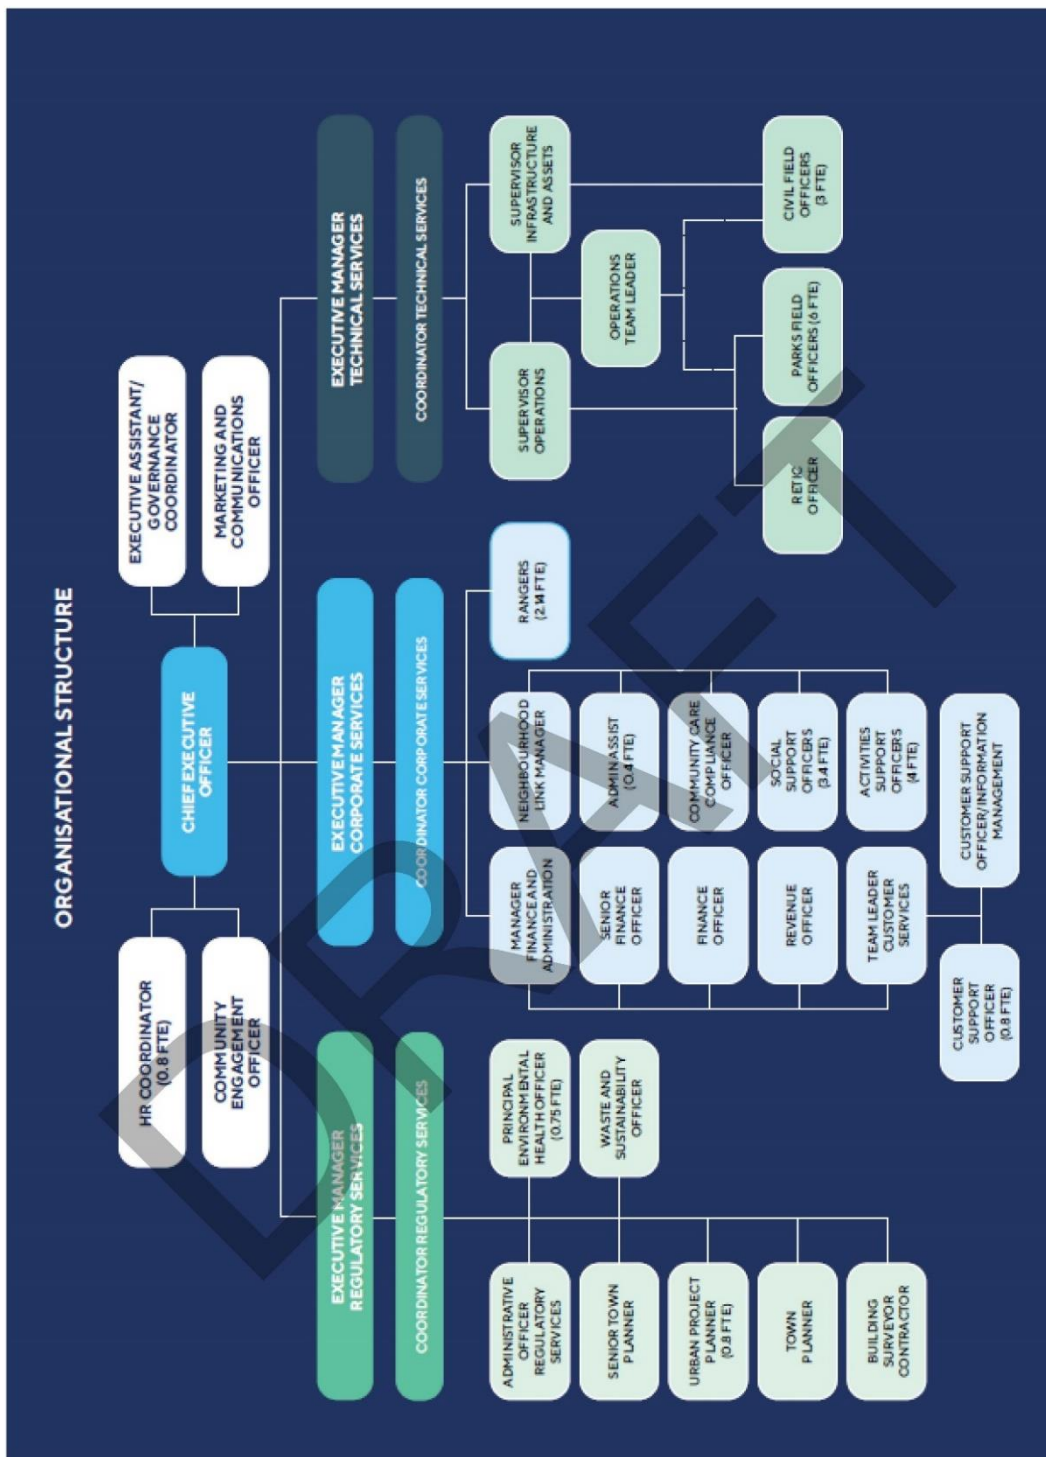 ORGANISATIONAL STRUCTURE
CHIEF EXECUTIVE
OFFICER
HR COORDINATOR
(0.8 FTE)
COMMUNITY
ENGAGEMENT
OFFICER
EXECUTIVE ASSISTANT/
GOVERNANCE
COORDINATOR
MARKETING AND
COMMUNICATIONS
OFFICER
EXECUTIVE MANAGER
REGULATORY SERVICES
COORDINATOR REGULATORY SERVICES
ADMINISTRATIVE
OFFICER
REGULATORY
SERVICES
PRINCIPAL
ENVIRONMENTAL
HEALTH OFFICER
(0.75 FTE)
SENIOR TOWN
PLANNER
WASTE AND
SUSTAINABILITY
OFFICER
URBAN PROJECT
PLANNER
(0.8 FTE)
TOWN
PLANNER
BUILDING
SURVEYOR
CONTRACTOR
EXECUTIVE MANAGER
CORPORATE SERVICES
COORDINATOR CORPORATE SERVICES
MANAGER
FINANCE AND
ADMINISTRATION
SENIOR
FINANCE
OFFICER
FINANCE OFFICER
REVENUE
OFFICER
TEAM LEADER
CUSTOMER
SERVICES
CUSTOMER
SUPPORT
OFFICER
(0.8 FTE)
CUSTOMER SUPPORT
OFFICER/INFORMATION
MANAGEMENT
NEIGHBOURHOOD
LINK MANAGER
ADMIN ASSIST
(0.4 FTE)
COMMUNITY CARE
COMPLIANCE
OFFICER
SOCIAL
SUPPORT
OFFICERS
(3.4 FTE)
ACTIVITIES
SUPPORT
OFFICERS
(4 FTE)
RANGERS
(2.14 FTE)
EXECUTIVE MANAGER
TECHNICAL SERVICES
COORDINATOR TECHNICAL SERVICES
SUPERVISOR
OPERATIONS
SUPERVISOR
INFRASTRUCTURE
AND ASSETS
OPERATIONS
TEAM LEADER
RETIC
OFFICER
PARKS FIELD
OFFICERS (6 FTE)
CIVIL FIELD
OFFICERS
(3 FTE)
DRAFT